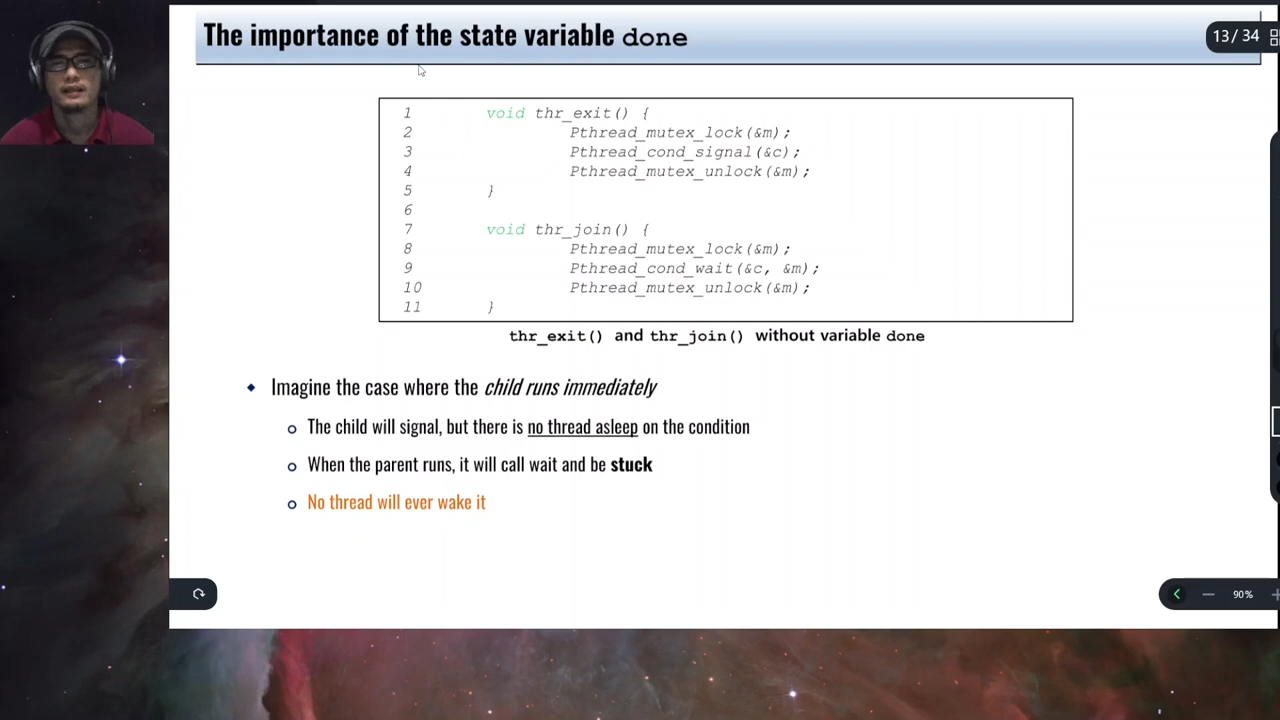 The importance of the state variable done
13 / 34
1 void thr_exit() {
2 Pthread_mutex_lock(&m);
3 Pthread_cond_signal(&c);
4 Pthread_mutex_unlock(&m);
5 }
6
7 void thr_join() {
8 Pthread_mutex_lock(&m);
9 Pthread_cond_wait(&c, &m);
10 Pthread_mutex_unlock(&m);
11 }
thr_exit() and thr_join() without variable done
Imagine the case where the child runs immediately
The child will signal, but there is no thread asleep on the condition
When the parent runs, it will call wait and be stuck
No thread will ever wake it
90%